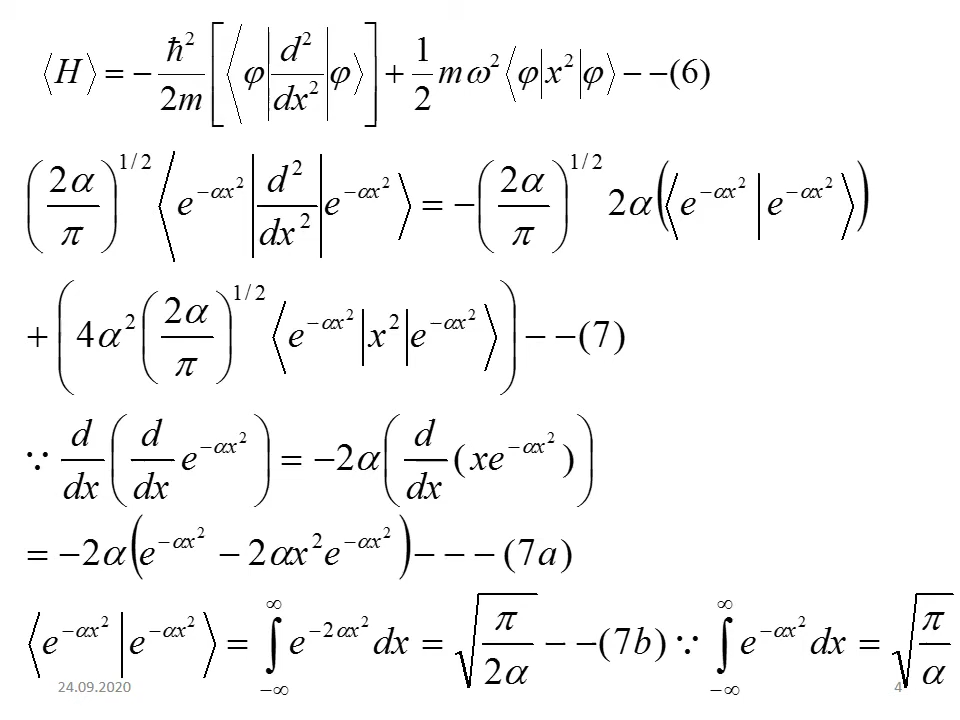 ⟨H⟩ = −ħ²/2m [⟨φ|d²/dx²|φ⟩] + 1/2 mω²⟨φ|x²|φ⟩ − −(6)
(2α/π)^1/2 ⟨e^−αx² |d²/dx²| e^−αx²⟩ = −(2α/π)^1/2 2α(⟨e^−αx² | e^−αx²⟩)
+ (4α² (2α/π)^1/2 ⟨e^−αx² |x²| e^−αx²⟩) − −(7)
∵ d/dx (d/dx e^−αx²) = −2α (d/dx (xe^−αx²))
= −2α(e^−αx² − 2αx²e^−αx²) − − − (7a)
⟨e^−αx² | e^−αx²⟩ = ∫_−∞^∞ e^−2αx² dx = √(π/2α) − −(7b) ∵ ∫_−∞^∞ e^−αx² dx = √(π/α)
24.09.2020 4